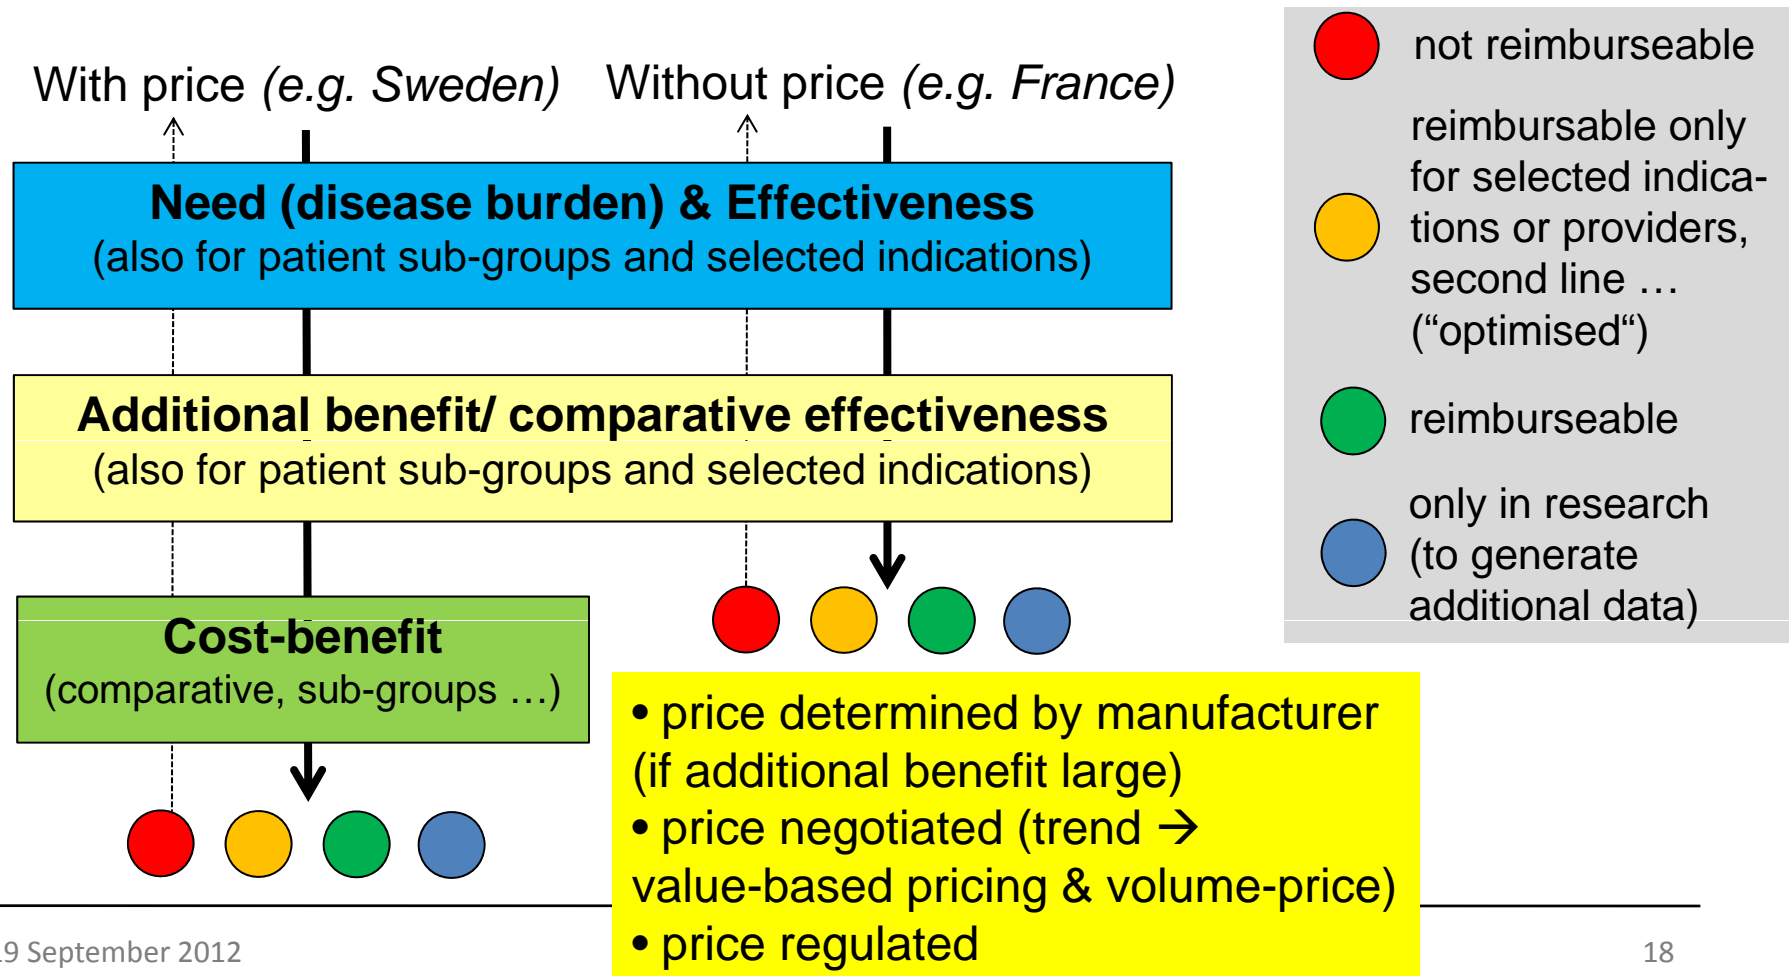 With price (e.g. Sweden)
Without price (e.g. France)
Need (disease burden) & Effectiveness
(also for patient sub-groups and selected indications)
Additional benefit/ comparative effectiveness
(also for patient sub-groups and selected indications)
Cost-benefit
(comparative, sub-groups …)
• price determined by manufacturer
(if additional benefit large)
• price negotiated (trend →
value-based pricing & volume-price)
• price regulated
not reimburseable
reimbursable only
for selected indica-
tions or providers,
second line …
(“optimised“)
reimburseable
only in research
(to generate
additional data)
19 September 2012
18